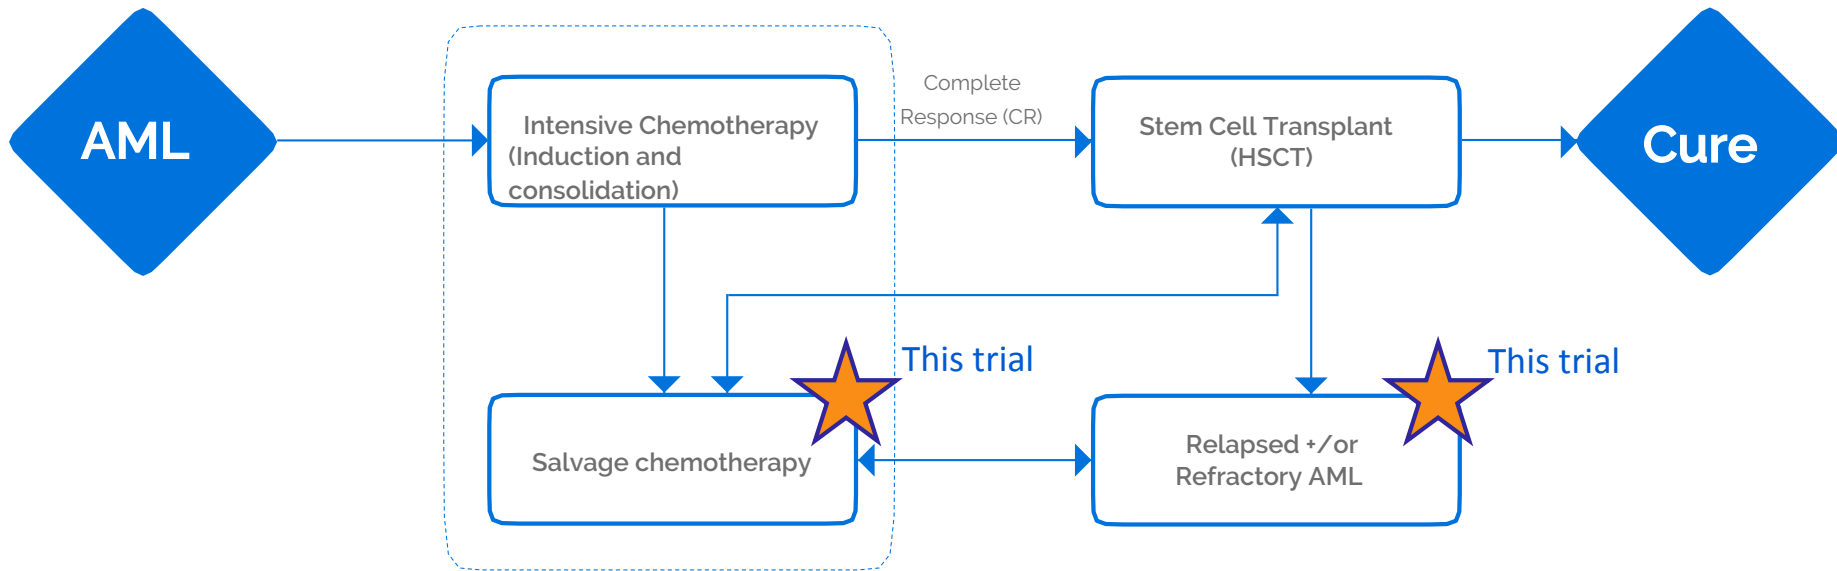 AML
Intensive Chemotherapy
(Induction and
consolidation)
Complete
Response (CR)
Stem Cell Transplant
(HSCT)
Cure
This trial
This trial
Salvage chemotherapy
Relapsed +/or
Refractory AML